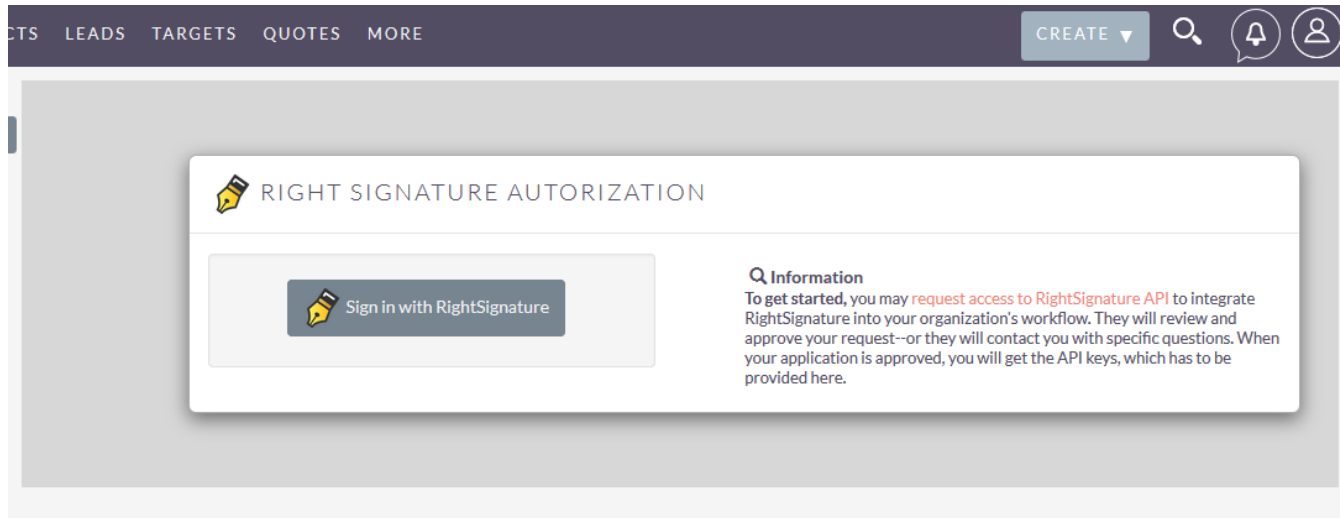 CTS LEADS TARGETS QUOTES MORE CREATE ▼
RIGHT SIGNATURE AUTORIZATION
Sign in with RightSignature
Information
To get started, you may request access to RightSignature API to integrate
RightSignature into your organization's workflow. They will review and
approve your request--or they will contact you with specific questions. When
your application is approved, you will get the API keys, which has to be
provided here.